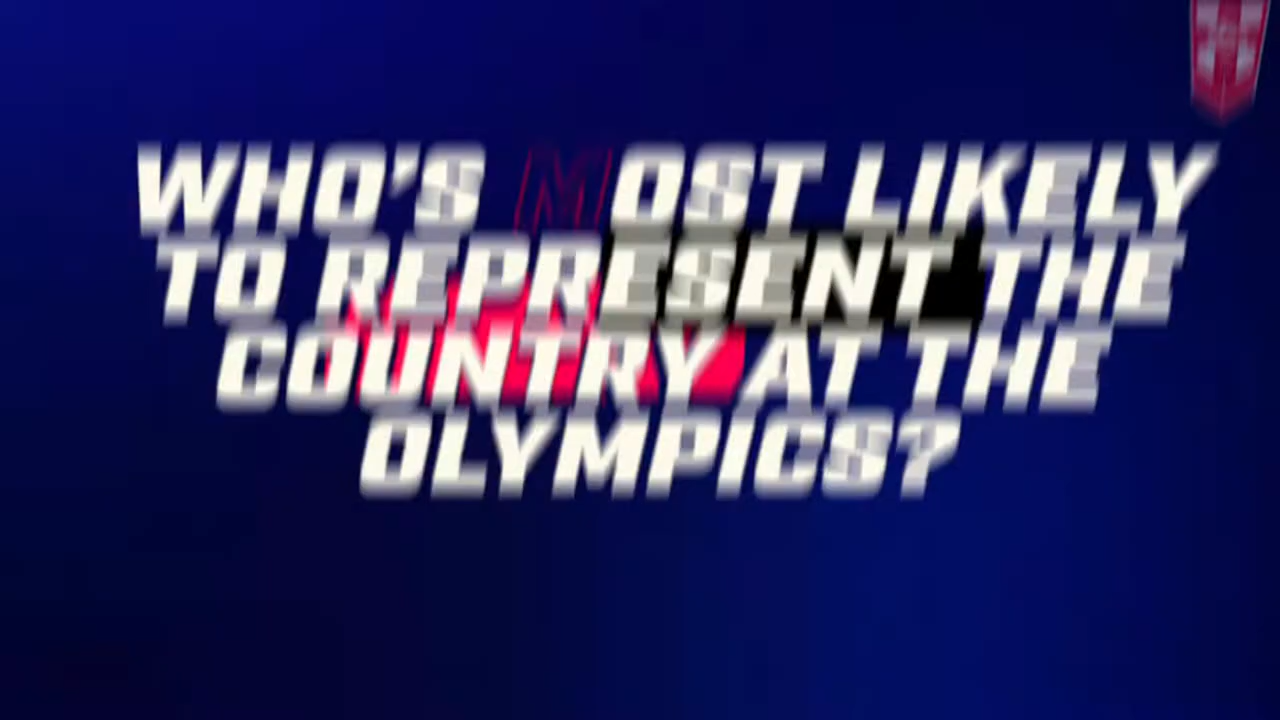 WHO'S MOST LIKELY
TO REPRESENT THE
COUNTRY AT THE
OLYMPICS?